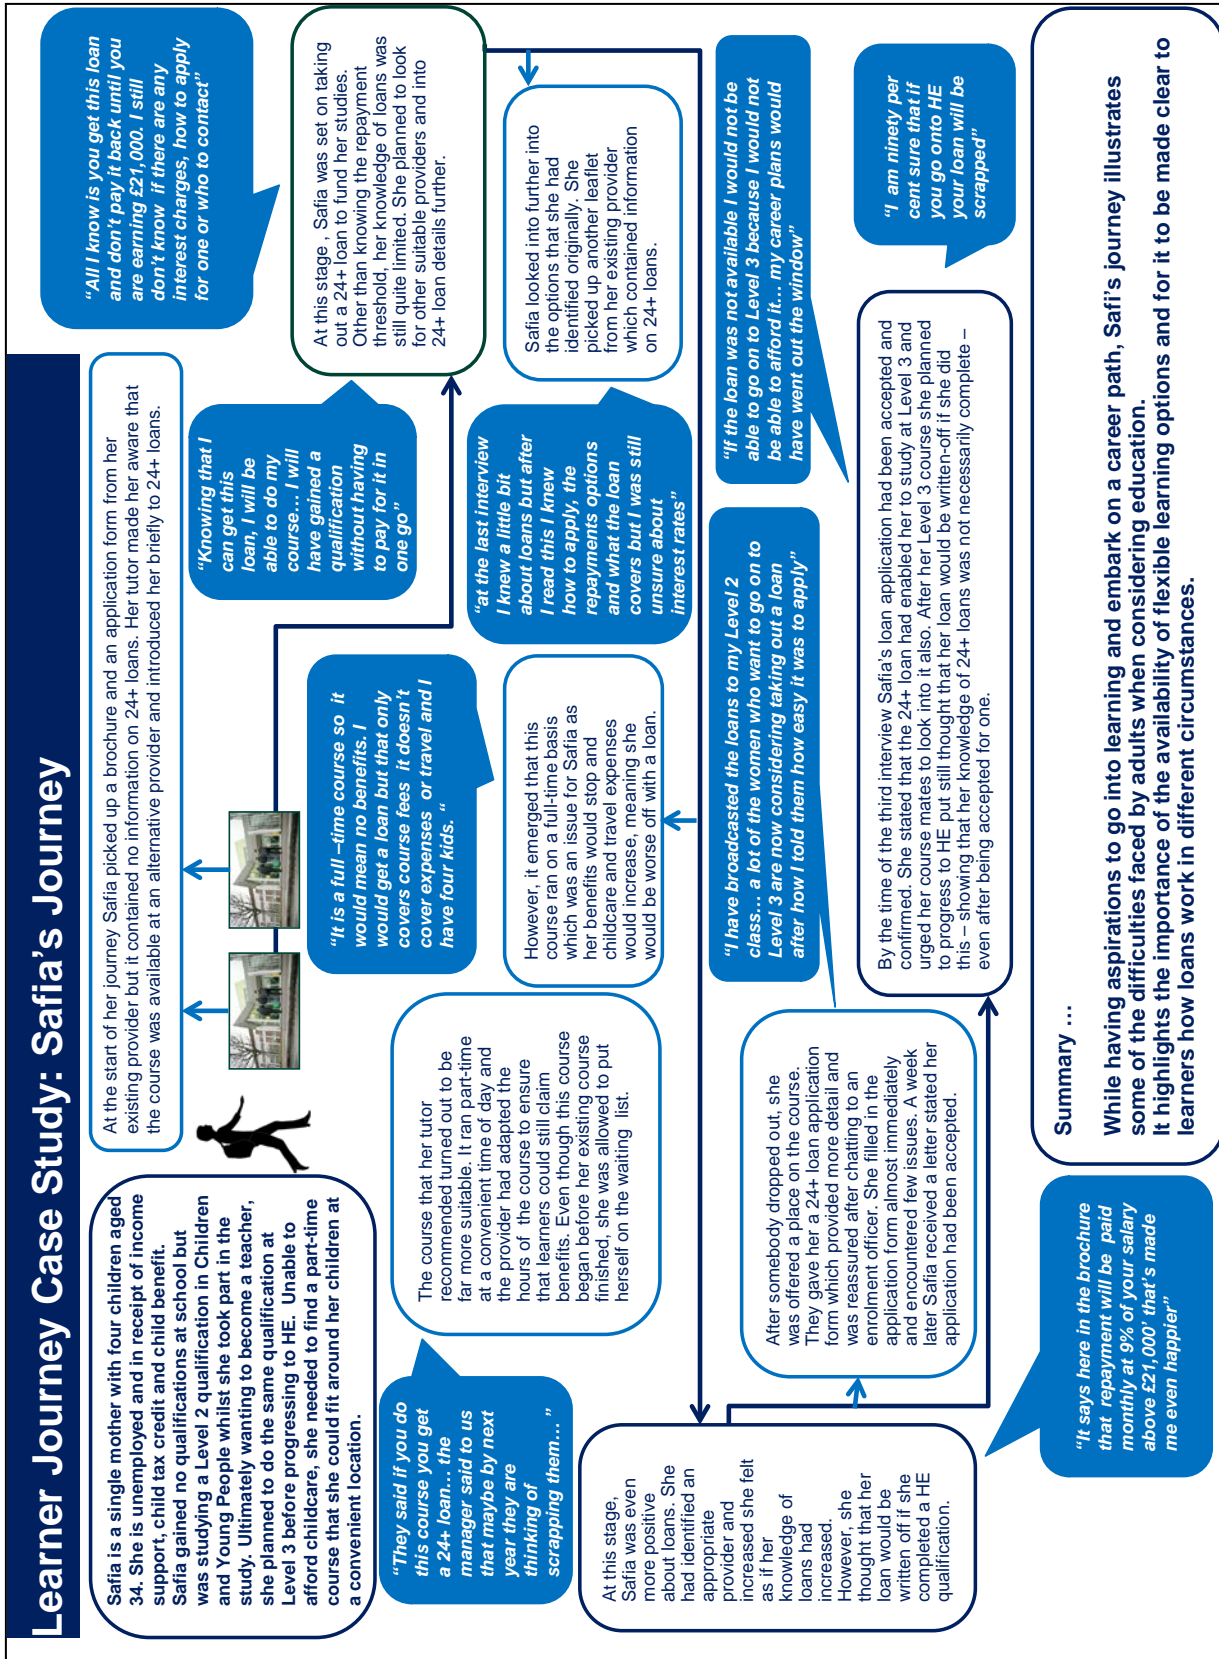 Learner Journey Case Study: Safia's Journey
Safia is a single mother with four children aged
34. She is unemployed and in receipt of income
support, child tax credit and child benefit.
Safia gained no qualifications at school but
was studying a Level 2 qualification in Children
and Young People whilst she took part in the
study. Ultimately wanting to become a teacher,
she planned to do the same qualification at
Level 3 before progressing to HE. Unable to
afford childcare, she needed to find a part-time
course that she could fit around her children at
a convenient location.
At the start of her journey Safia picked up a brochure and an application form from her
existing provider but it contained no information on 24+ loans. Her tutor made her aware that
the course was available at an alternative provider and introduced her briefly to 24+ loans.
"All I know is you get this loan
and don't pay it back until you
are earning £21,000. I still
don't know if there are any
interest charges, how to apply
for one or who to contact"
"Knowing that I
can get this
loan, I will be
able to do my
course… I will
have gained a
qualification
without having
to pay for it in
one go"
At this stage , Safia was set on taking
out a 24+ loan to fund her studies.
Other than knowing the repayment
threshold, her knowledge of loans was
still quite limited. She planned to look
for other suitable providers and into
24+ loan details further.
"They said if you do
this course you get
a 24+ loan… the
manager said to us
that maybe by next
year they are
thinking of
scrapping them… "
The course that her tutor
recommended turned out to be
far more suitable. It ran part-time
at a convenient time of day and
the provider had adapted the
hours of the course to ensure
that learners could still claim
benefits. Even though this course
began before her existing course
finished, she was allowed to put
herself on the waiting list.
"It is a full –time course so it
would mean no benefits. I
would get a loan but that only
covers course fees it doesn't
cover expenses or travel and I
have four kids. "
However, it emerged that this
course ran on a full-time basis
which was an issue for Safia as
her benefits would stop and
childcare and travel expenses
would increase, meaning she
would be worse off with a loan.
"at the last interview
I knew a little bit
about loans but after
I read this I knew
how to apply, the
repayments options
and what the loan
covers but I was still
unsure about
interest rates"
Safia looked into further into
the options that she had
identified originally. She
picked up another leaflet
from her existing provider
which contained information
on 24+ loans.
At this stage,
Safia was even
more positive
about loans. She
had identified an
appropriate
provider and
increased she felt
as if her
knowledge of
loans had
increased.
However, she
thought that her
loan would be
written off if she
completed a HE
qualification.
After somebody dropped out, she
was offered a place on the course.
They gave her a 24+ loan application
form which provided more detail and
was reassured after chatting to an
enrolment officer. She filled in the
application form almost immediately
and encountered few issues. A week
later Safia received a letter stated her
application had been accepted.
"I have broadcasted the loans to my Level 2
class… a lot of the women who want to go on to
Level 3 are now considering taking out a loan
after how I told them how easy it was to apply"
"If the loan was not available I would not be
able to go on to Level 3 because I would not
be able to afford it… my career plans would
have went out the window"
By the time of the third interview Safia's loan application had been accepted and
confirmed. She stated that the 24+ loan had enabled her to study at Level 3 and
urged her course mates to look into it also. After her Level 3 course she planned
to progress to HE put still thought that her loan would be written-off if she did
this – showing that her knowledge of 24+ loans was not necessarily complete –
even after being accepted for one.
"I am ninety per
cent sure that if
you go onto HE
your loan will be
scrapped"
"It says here in the brochure
that repayment will be paid
monthly at 9% of your salary
above £21,000' that's made
me even happier"
Summary …
While having aspirations to go into learning and embark on a career path, Safi's journey illustrates
some of the difficulties faced by adults when considering education.
It highlights the importance of the availability of flexible learning options and for it to be made clear to
learners how loans work in different circumstances.